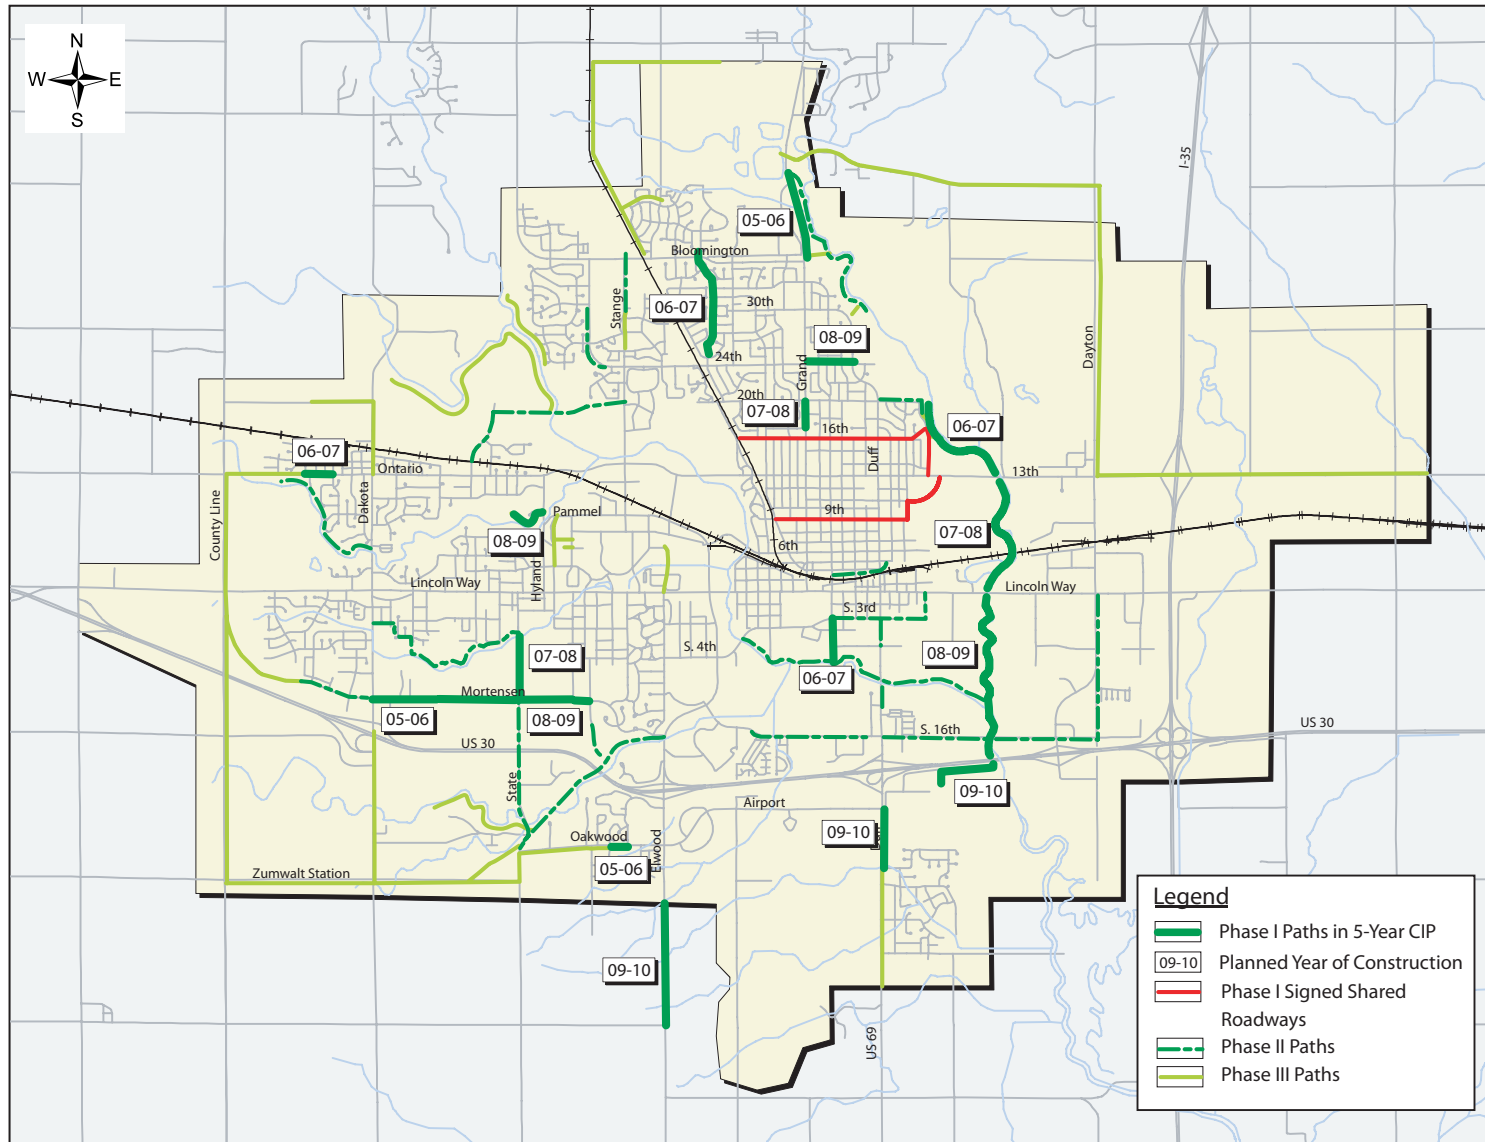 N
W E
S
I-35
05-06
Bloomington
Stange
06-07
30th
08-09
Dayton
24th
Grand
20th
07-08
16th
06-07
06-07
Ontario
Duff
13th
County Line
Dakota
Pammel
08-09
9th
07-08
6th
Hyland
Lincoln Way
Lincoln Way
S. 3rd
S. 4th
07-08
08-09
06-07
Mortensen
05-06
08-09
S. 16th
US 30
US 30
State
09-10
Airport
Oakwood
Elwood
09-10
05-06
Zumwalt Station
09-10
US 69
Legend
Phase I Paths in 5-Year CIP
09-10 Planned Year of Construction
Phase I Signed Shared
Roadways
Phase II Paths
Phase III Paths